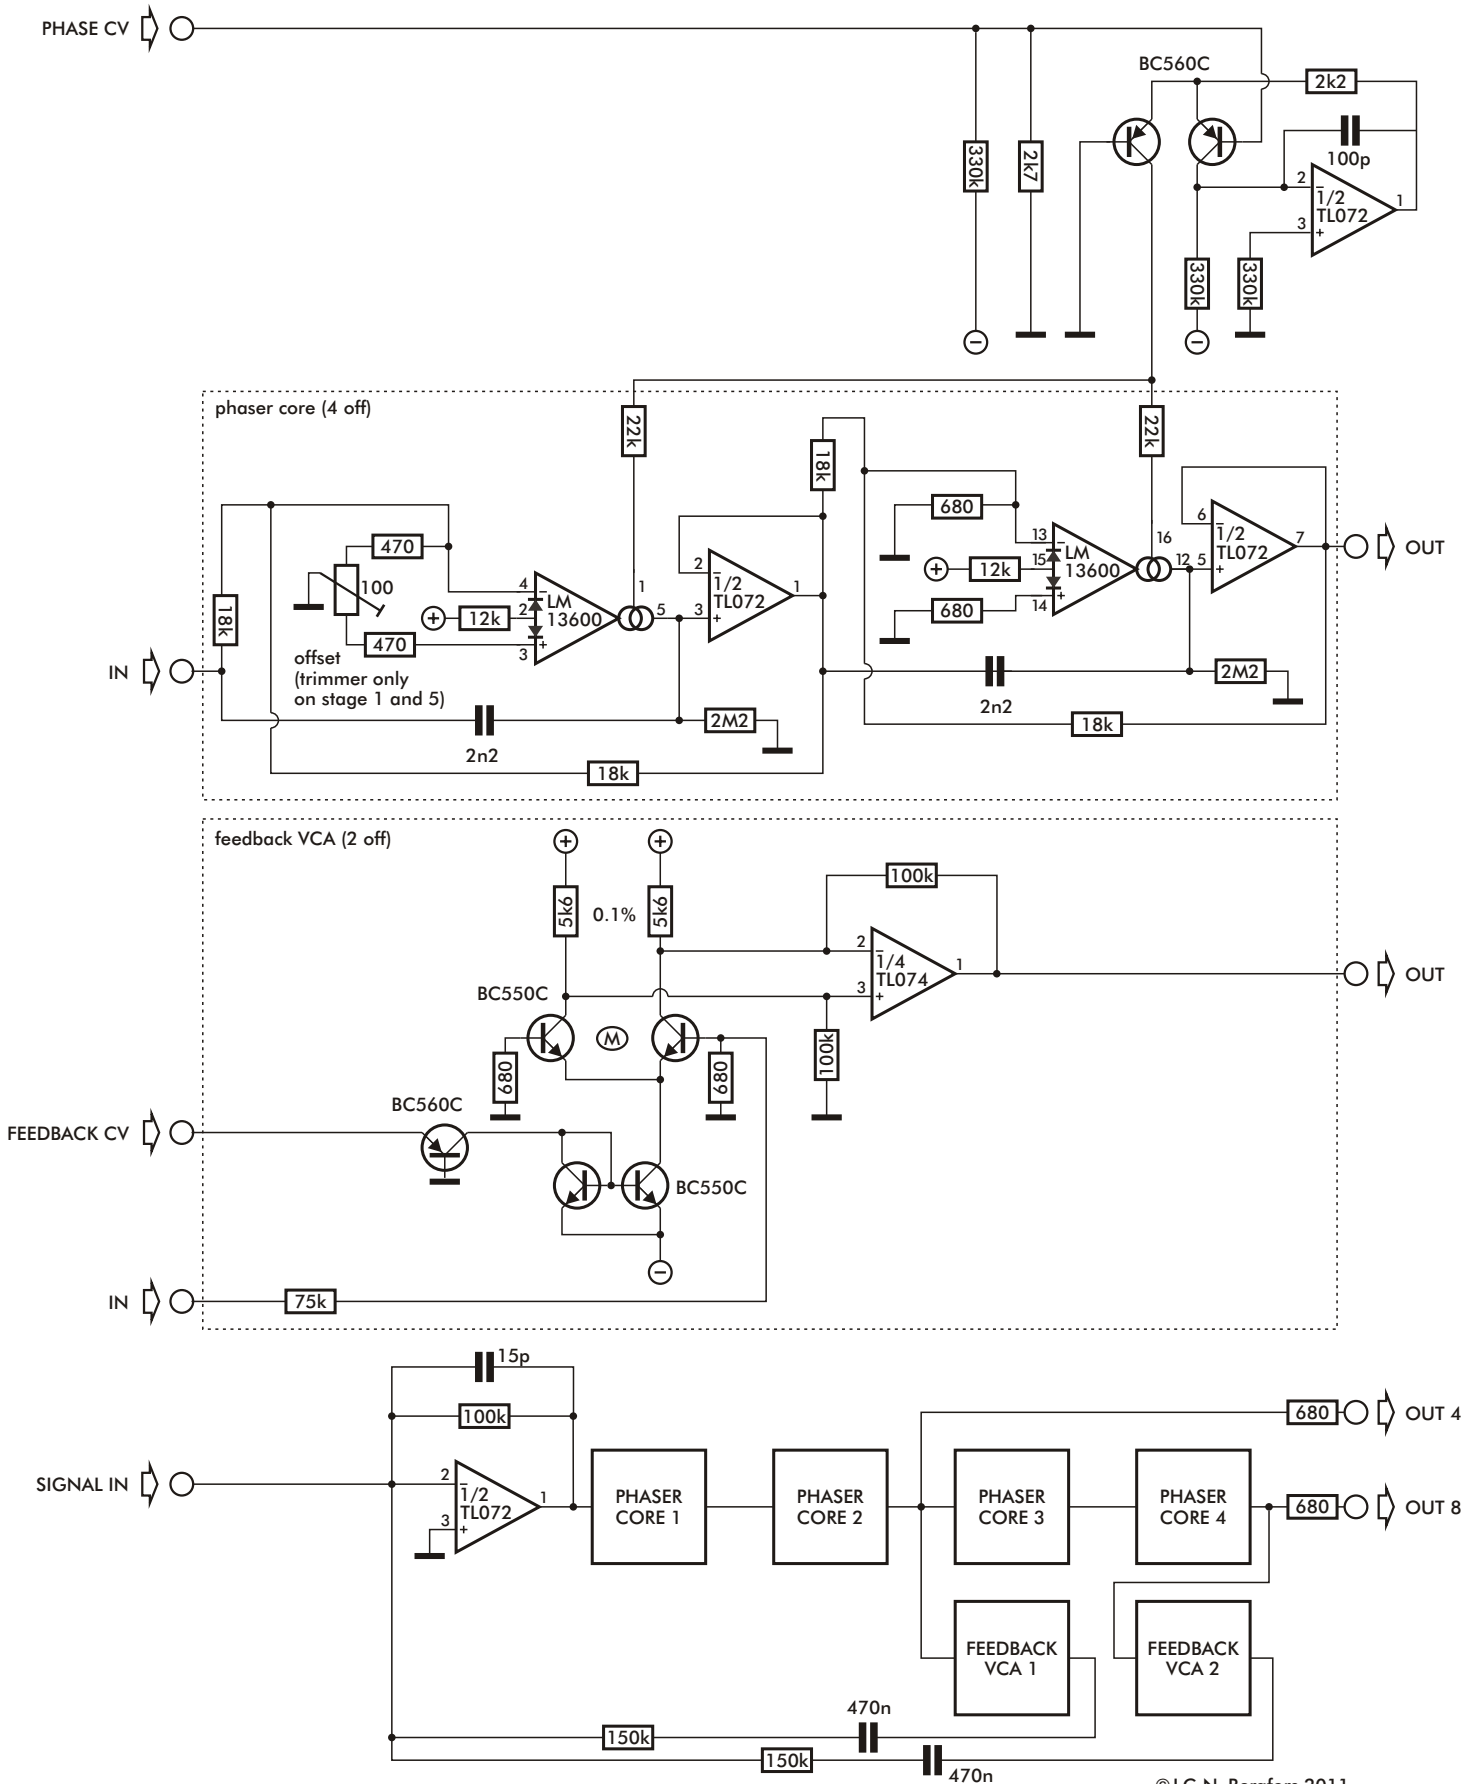 PHASE CV
BC560C
2k2
100p
330k
2k7
2
1/2
TL072
1
3
330k
330k
phaser core (4 off)
22k
22k
18k
470
680
100
4
LM
13600
1
2
12k
5
3
470
2
1/2
TL072
1
3
13
LM
13600
16
15
12k
12
14
680
6
1/2
TL072
7
5
OUT
18k
IN
offset
(trimmer only
on stage 1 and 5)
2n2
2M2
2n2
2M2
18k
18k
feedback VCA (2 off)
5k6
0.1%
5k6
100k
2
1/4
TL074
1
3
OUT
BC550C
M
680
680
100k
BC560C
FEEDBACK CV
BC550C
IN
75k
15p
100k
SIGNAL IN
2
1/2
TL072
1
3
PHASER
CORE 1
PHASER
CORE 2
PHASER
CORE 3
PHASER
CORE 4
680
OUT 4
680
OUT 8
FEEDBACK
VCA 1
FEEDBACK
VCA 2
470n
150k
150k
470n